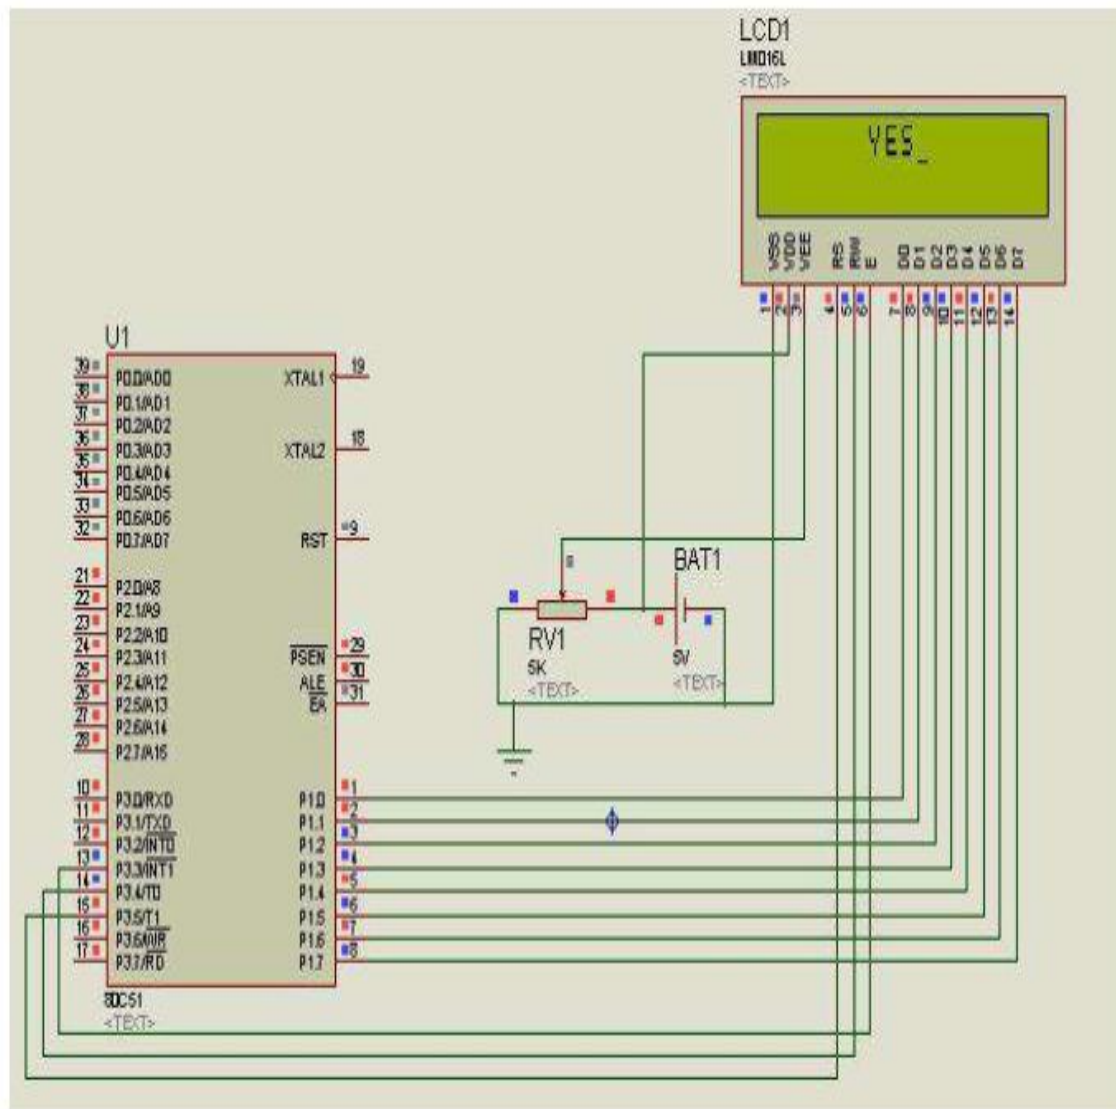 LCD1
LM016L
<TEXT>
YES_
VSS
VDD
VEE
RS
RW
E
D0
D1
D2
D3
D4
D5
D6
D7
1
2
3
4
5
6
7
8
9
10
11
12
13
14
U1
39 P0.0/AD0
38 P0.1/AD1
37 P0.2/AD2
36 P0.3/AD3
35 P0.4/AD4
34 P0.5/AD5
33 P0.6/AD6
32 P0.7/AD7
21 P2.0/A8
22 P2.1/A9
23 P2.2/A10
24 P2.3/A11
25 P2.4/A12
26 P2.5/A13
27 P2.6/A14
28 P2.7/A15
10 P3.0/RXD
11 P3.1/TXD
12 P3.2/INT0
13 P3.3/INT1
14 P3.4/T0
15 P3.5/T1
16 P3.6/WR
17 P3.7/RD
XTAL1 19
XTAL2 18
RST 9
PSEN 29
ALE 30
EA 31
P1.0 1
P1.1 2
P1.2 3
P1.3 4
P1.4 5
P1.5 6
P1.6 7
P1.7 8
80C51
<TEXT>
RV1
5K
<TEXT>
BAT1
5V
<TEXT>